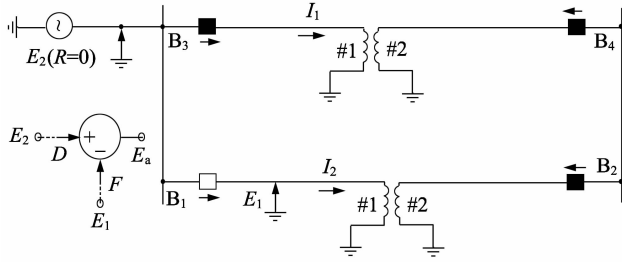 I₁
E₂(R=0)
B₃
#1 #2
B₄
E₂ D + − Eₐ
F
E₁
B₁
E₁
I₂
#1 #2
B₂